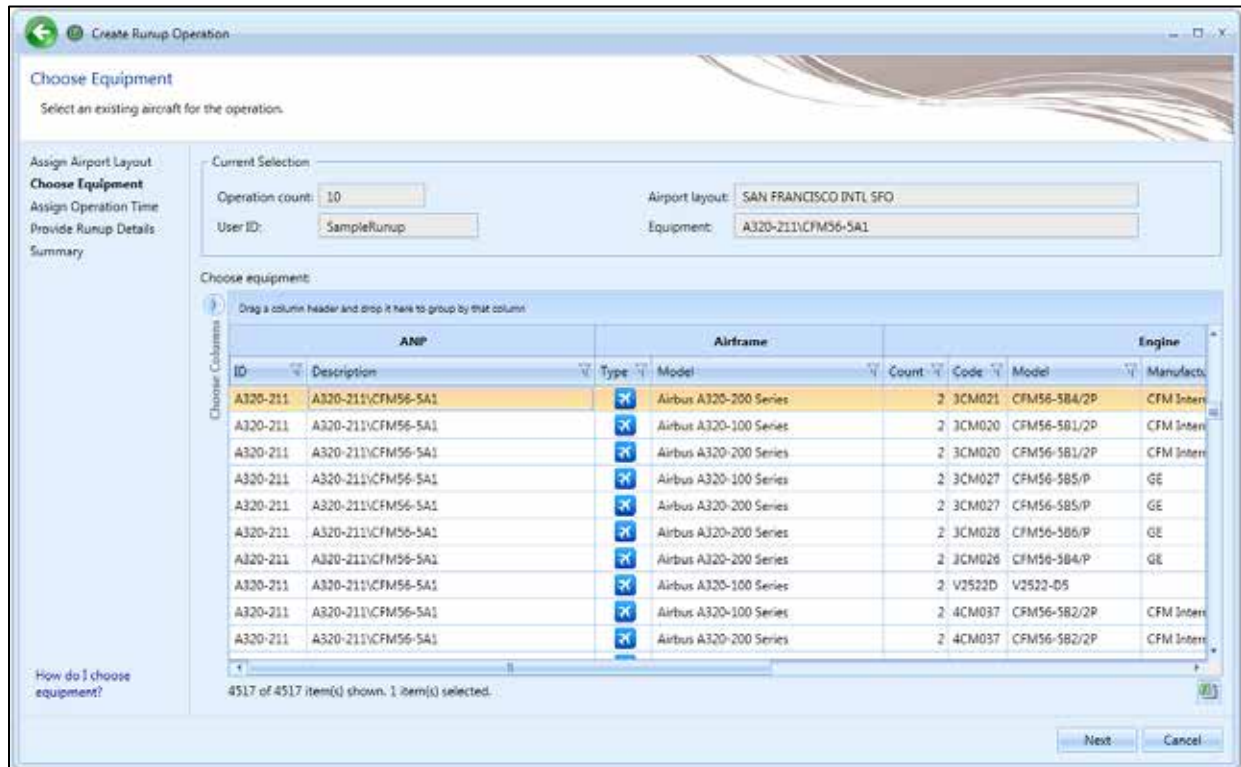 Create Runup Operation
Choose Equipment
Select an existing aircraft for the operation.
Assign Airport Layout
Choose Equipment
Assign Operation Time
Provide Runup Details
Summary
Current Selection
Operation count: 10
Airport layout: SAN FRANCISCO INTL SFO
User ID: SampleRunup
Equipment: A320-211\CFM56-5A1
Choose equipment:
Choose Columns
Drag a column header and drop it here to group by that column
ANP Airframe Engine
ID Description Type Model Count Code Model Manufactu
A320-211 A320-211\CFM56-5A1 Airbus A320-200 Series 2 3CM021 CFM56-5B4/2P CFM Intern
A320-211 A320-211\CFM56-5A1 Airbus A320-100 Series 2 3CM020 CFM56-5B1/2P CFM Intern
A320-211 A320-211\CFM56-5A1 Airbus A320-200 Series 2 3CM020 CFM56-5B1/2P CFM Intern
A320-211 A320-211\CFM56-5A1 Airbus A320-100 Series 2 3CM027 CFM56-5B5/P GE
A320-211 A320-211\CFM56-5A1 Airbus A320-200 Series 2 3CM027 CFM56-5B5/P GE
A320-211 A320-211\CFM56-5A1 Airbus A320-200 Series 2 3CM028 CFM56-5B6/P GE
A320-211 A320-211\CFM56-5A1 Airbus A320-200 Series 2 3CM026 CFM56-5B4/P GE
A320-211 A320-211\CFM56-5A1 Airbus A320-100 Series 2 V2522D V2522-D5
A320-211 A320-211\CFM56-5A1 Airbus A320-100 Series 2 4CM037 CFM56-5B2/2P CFM Intern
A320-211 A320-211\CFM56-5A1 Airbus A320-200 Series 2 4CM037 CFM56-5B2/2P CFM Intern
4517 of 4517 item(s) shown. 1 item(s) selected.
How do I choose
equipment?
Next Cancel